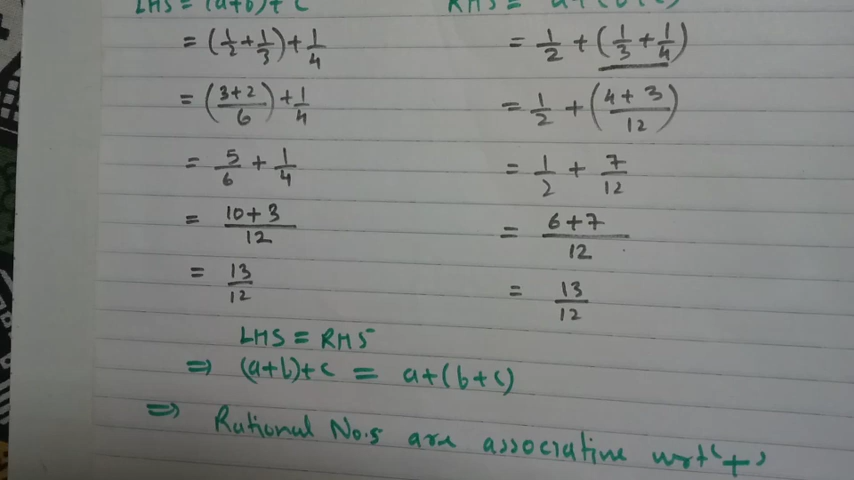 LHS = (a+b) + c
= (1/2 + 1/3) + 1/4
= (3+2/6) + 1/4
= 5/6 + 1/4
= 10+3/12
= 13/12
RHS = a + (b + c)
= 1/2 + (1/3 + 1/4)
= 1/2 + (4+3/12)
= 1/2 + 7/12
= 6+7/12
= 13/12
LHS = RHS
⇒ (a+b)+c = a+(b+c)
⇒ Rational No.s are associative wrt '+'